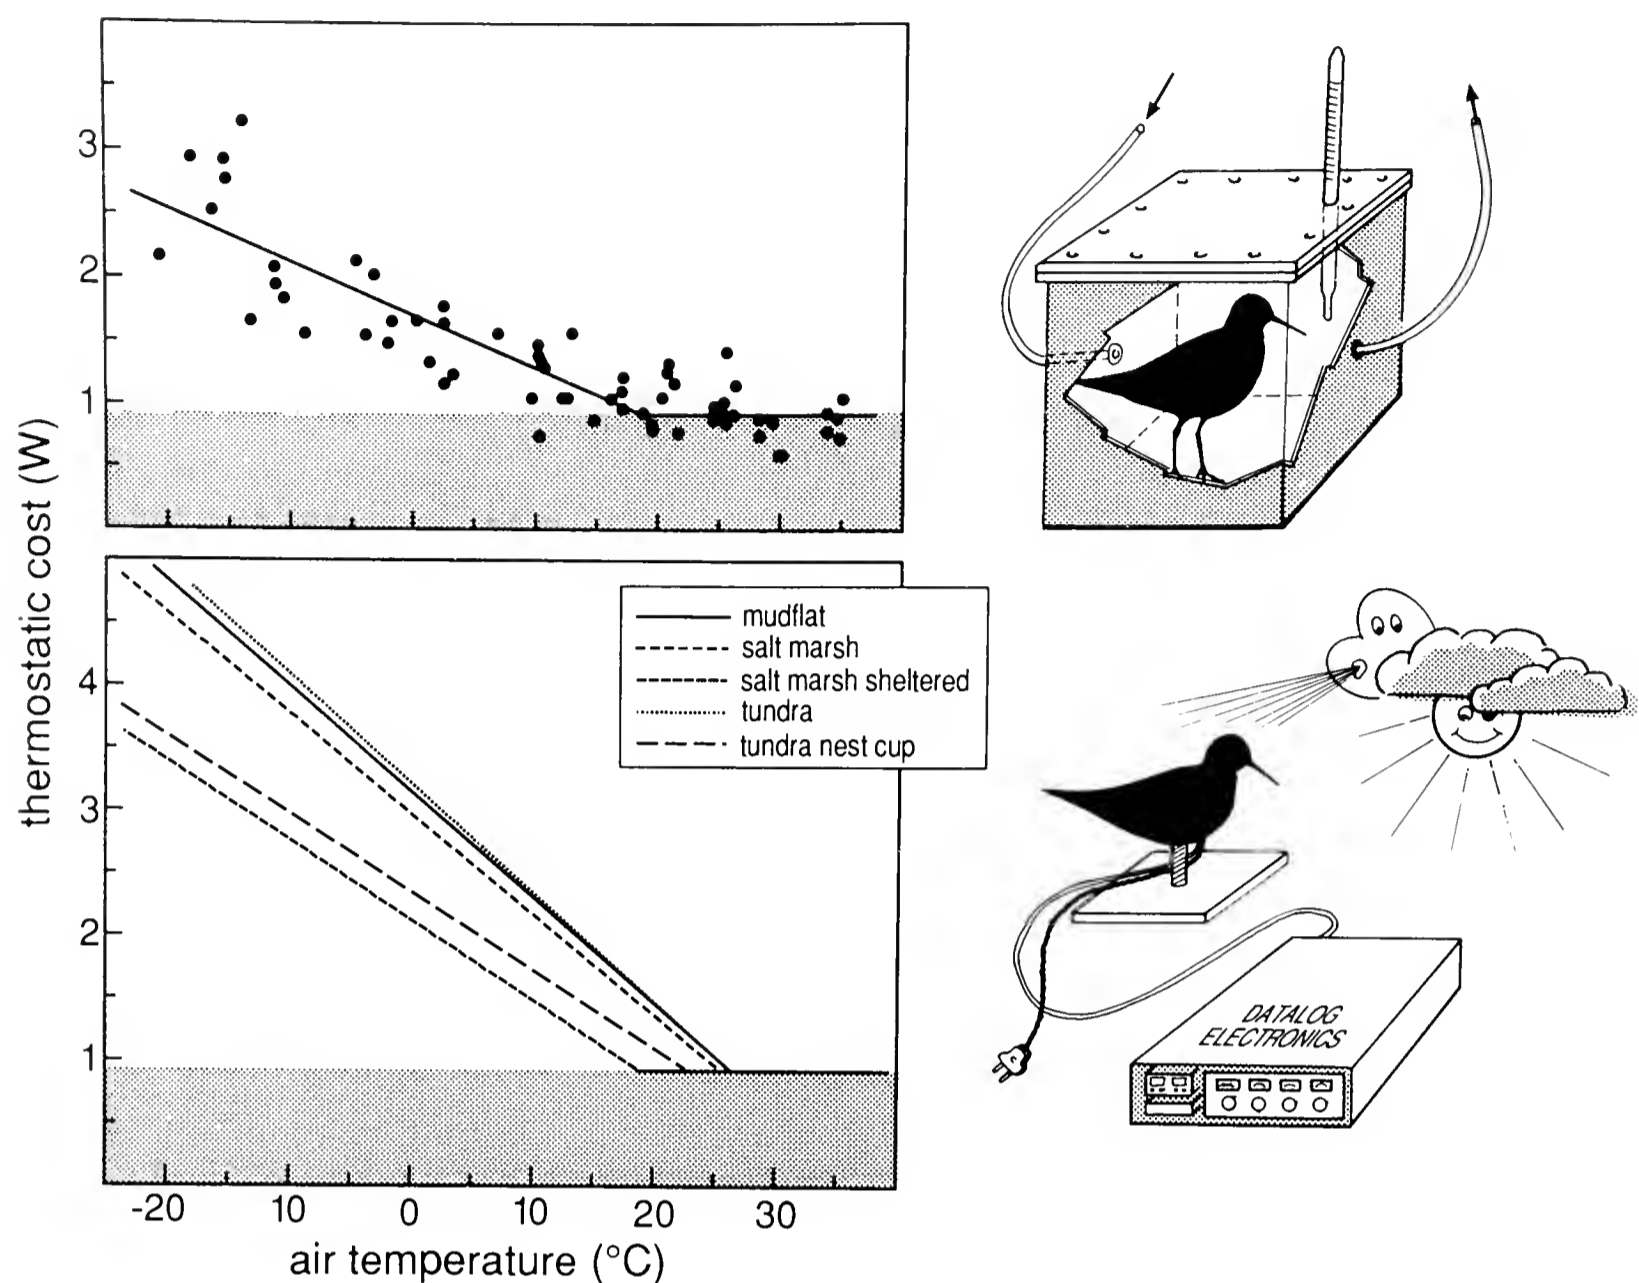 3
2
1
thermostatic cost (W)
mudflat
salt marsh
salt marsh sheltered
tundra
tundra nest cup
4
3
2
1
-20 10 0 10 20 30
air temperature (°C)
DATALOG
ELECTRONICS